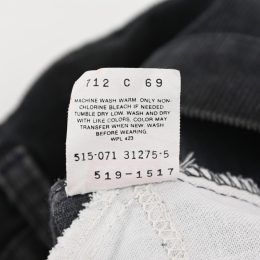 712 C 69
MACHINE WASH WARM. ONLY NON-
CHLORINE BLEACH IF NEEDED
TUMBLE DRY LOW. WASH AND DRY
WITH LIKE COLORS. COLOR MAY
TRANSFER WHEN NEW. WASH
BEFORE WEARING.
WPL 423
515-071 31275-5
519-1517